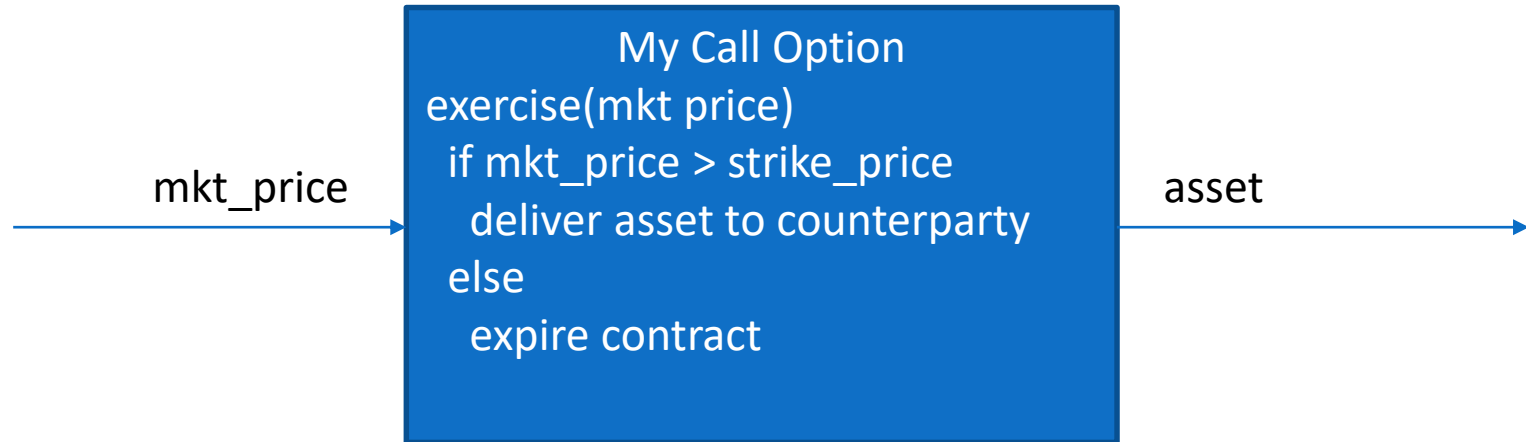 My Call Option
exercise(mkt price)
if mkt_price > strike_price
deliver asset to counterparty
else
expire contract
mkt_price
asset